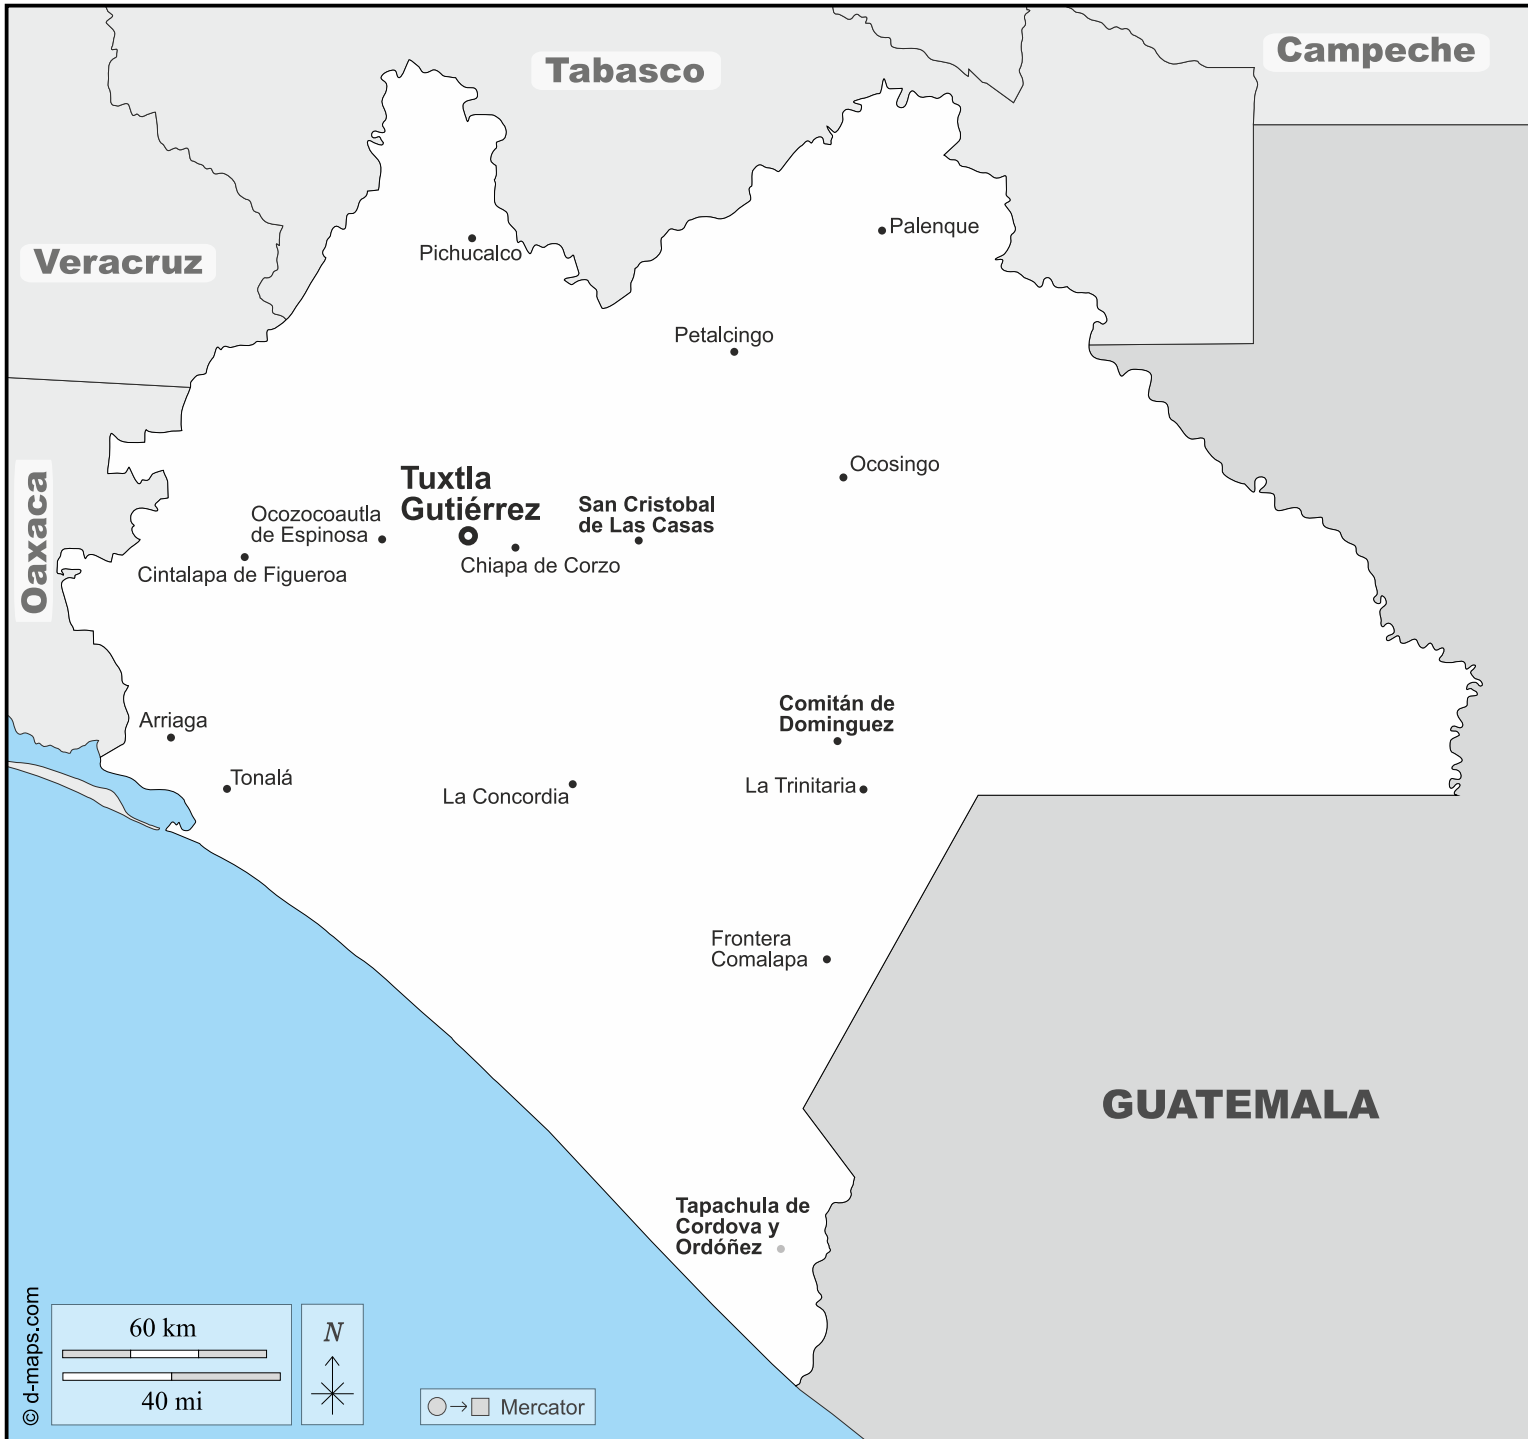 Campeche
Tabasco
Palenque
Pichucalco
Veracruz
Petalcingo
Ocosingo
Tuxtla
Gutiérrez
San Cristobal
de Las Casas
Ocozocoautla
de Espinosa
Chiapa de Corzo
Cintalapa de Figueroa
Oaxaca
Comitán de
Dominguez
Arriaga
Tonalá
La Concordia
La Trinitaria
Frontera
Comalapa
GUATEMALA
Tapachula de
Cordova y
Ordóñez
© d-maps.com
60 km
40 mi
N
Mercator